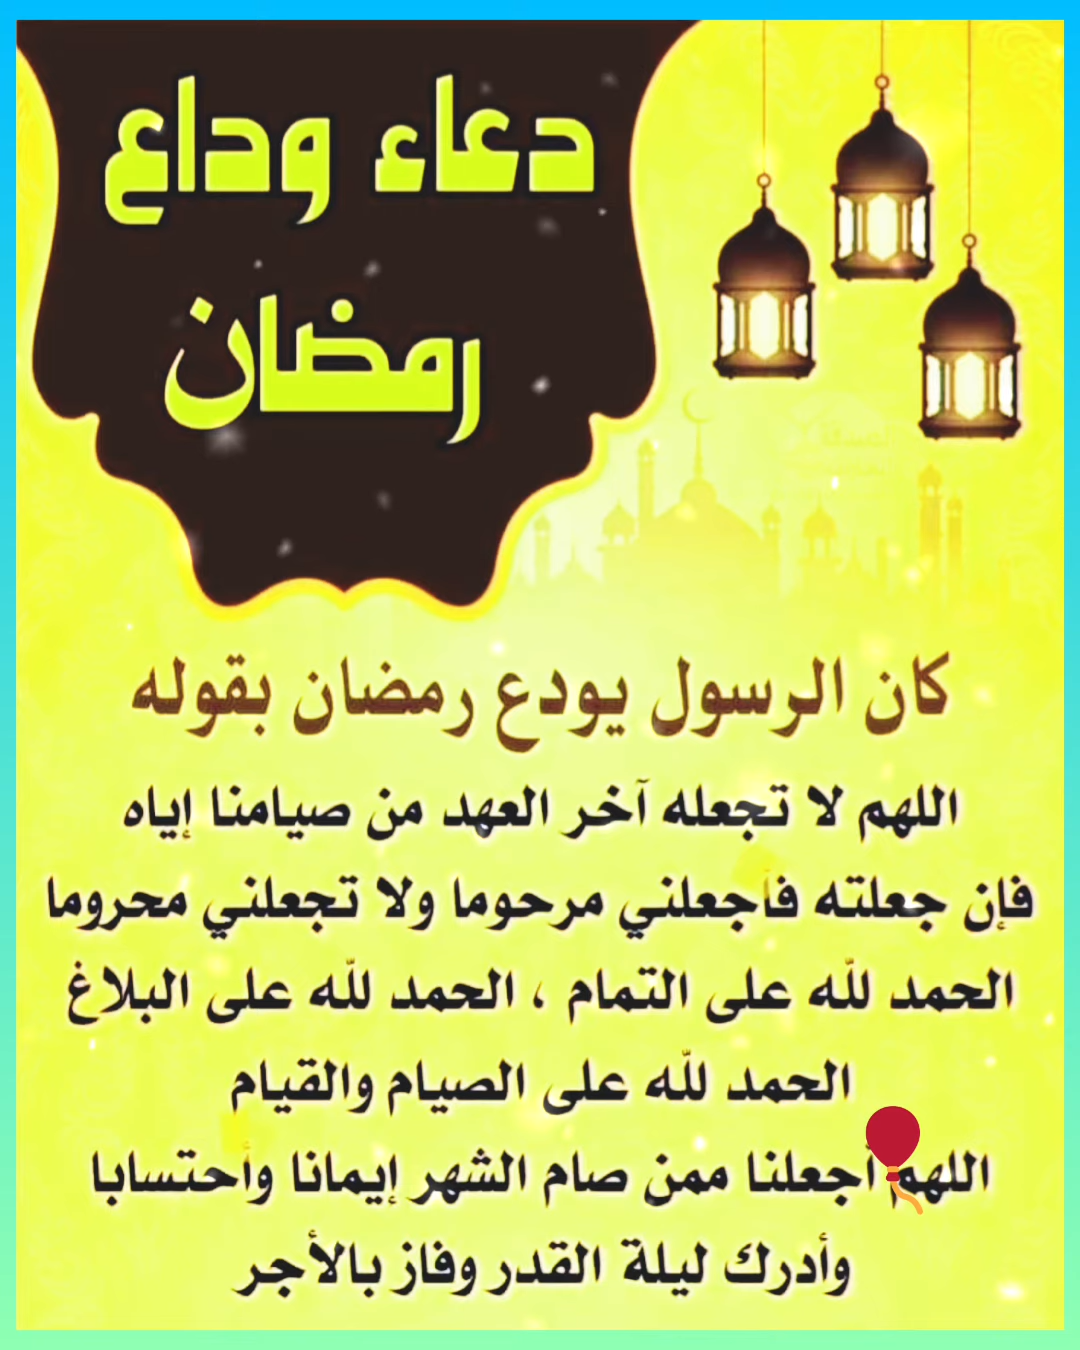 دعاء وداع
رمضان
كان الرسول يودع رمضان بقوله
اللهم لا تجعله آخر العهد من صيامنا إياه
فإن جعلته فأجعلني مرحوما ولا تجعلني محروما
الحمد لله على التمام ، الحمد لله على البلاغ
الحمد لله على الصيام والقيام
اللهم أجعلنا ممن صام الشهر إيمانا وأحتسابا
وأدرك ليلة القدر وفاز بالأجر